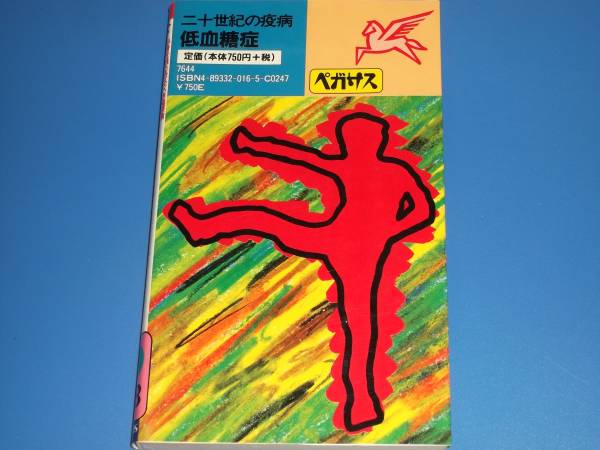 二十世紀の疫病
低血糖症
定価(本体750円+税)
7644
ISBN4-89332-016-5-C0247
¥750E
ペガサス